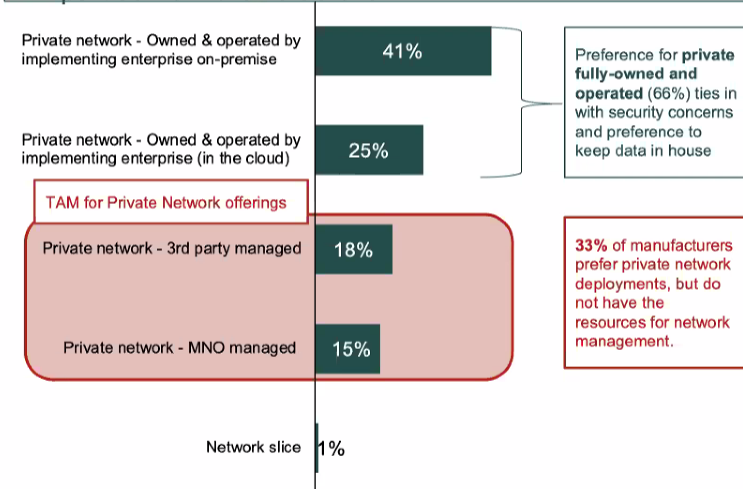 Private network - Owned & operated by
implementing enterprise on-premise
41%
Preference for private
fully-owned and
operated (66%) ties in
with security concerns
and preference to
keep data in house
Private network - Owned & operated by
implementing enterprise (in the cloud)
25%
TAM for Private Network offerings
Private network - 3rd party managed
18%
33% of manufacturers
prefer private network
deployments, but do
not have the
resources for network
management.
Private network - MNO managed
15%
Network slice
1%